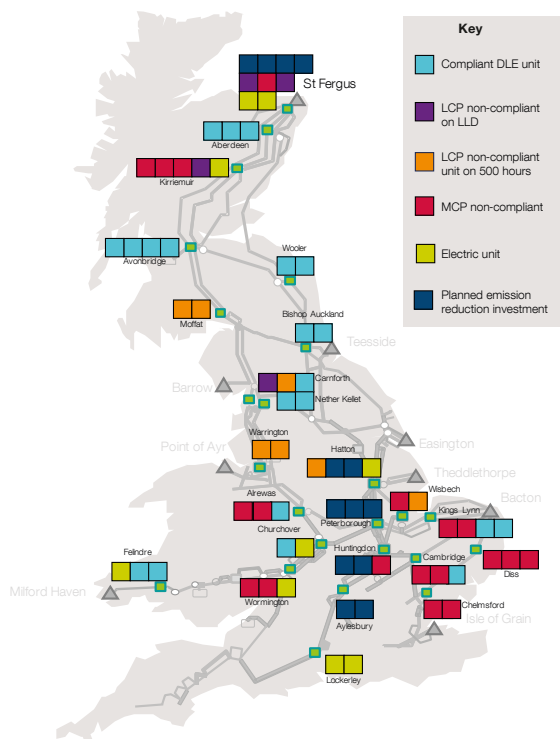 Key
Compliant DLE unit
LCP non-compliant
on LLD
LCP non-compliant
unit on 500 hours
MCP non-compliant
Electric unit
Planned emission
reduction investment
St Fergus
Aberdeen
Kirriemuir
Avonbridge
Wooler
Moffat
Bishop Auckland
Teesside
Barrow
Carnforth
Nether Kellet
Warrington
Point of Ayr
Hatton
Easington
Theddlethorpe
Wisbech
Bacton
Alrewas
Kings Lynn
Peterborough
Churchover
Felindre
Huntingdon
Cambridge
Diss
Milford Haven
Wormington
Chelmsford
Aylesbury
Isle of Grain
Lockerley